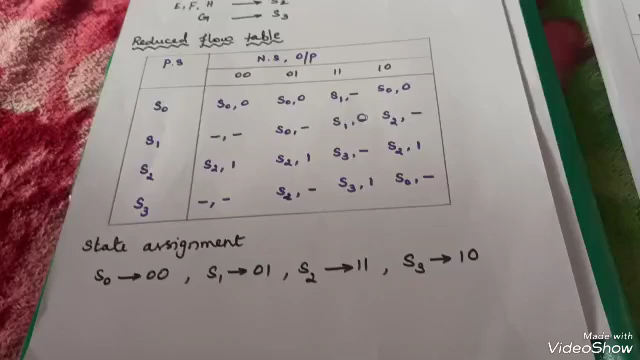 E, F, H → S2
G → S3
Reduced flow table
P.S N.S, O/P
00 01 11 10
S0 S0, 0 S0, 0 S1, – S0, 0
S1 –, – S0, – S1, 0 S2, –
S2 S2, 1 S2, 1 S3, – S2, 1
S3 –, – S2, – S3, 1 S0, –
State assignment
S0 → 00 , S1 → 01 , S2 → 11 , S3 → 10
Made with
VideoShow